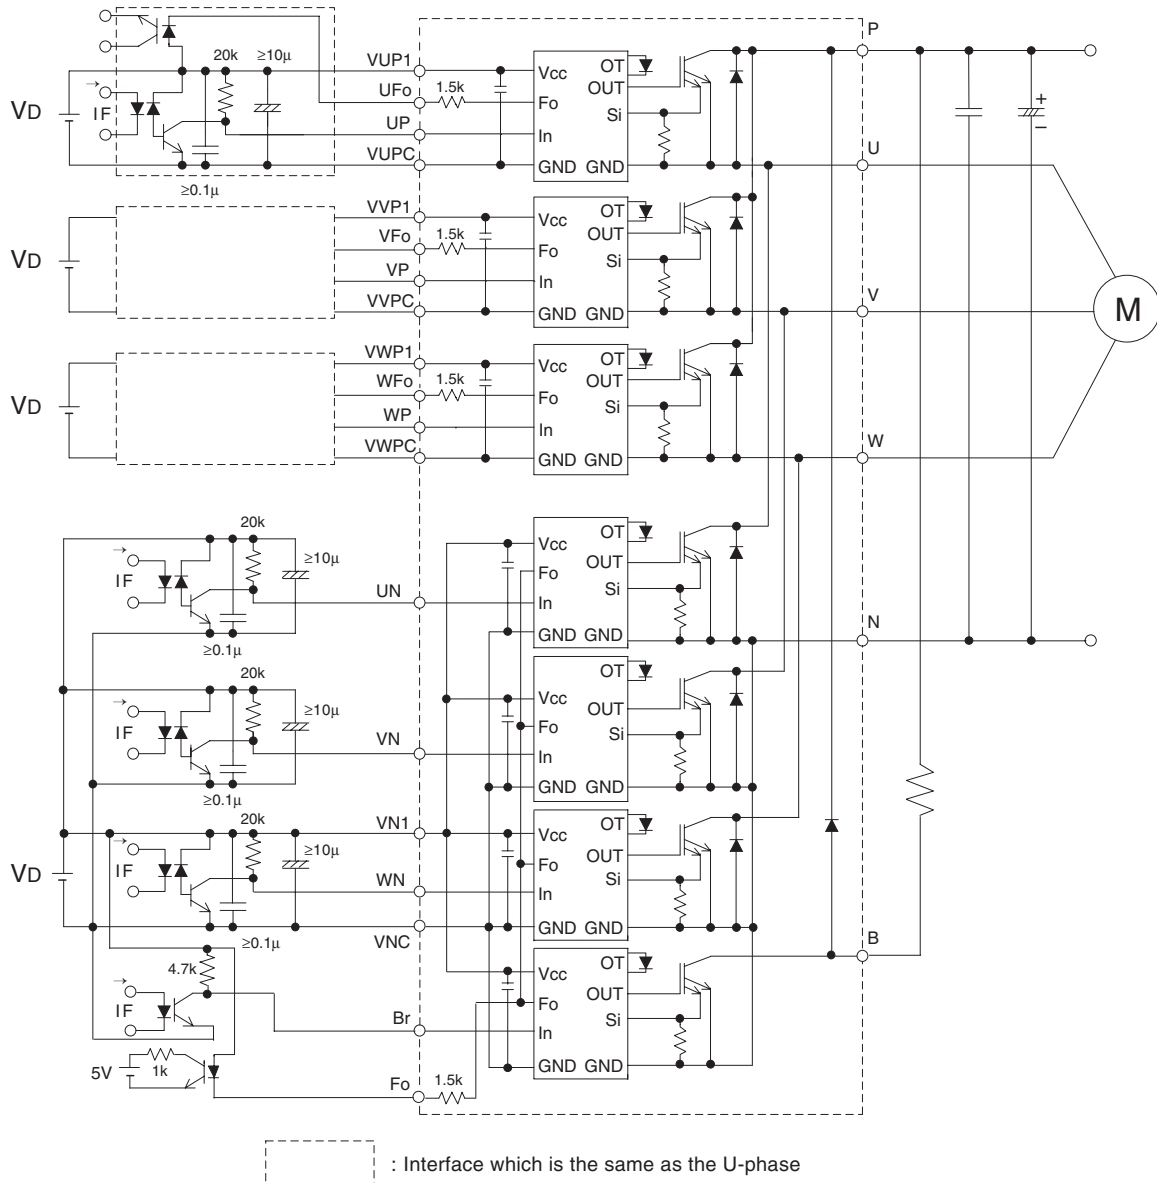 P
20k
≥10μ
VUP1
Vcc
OT
UFo
1.5k
Fo
OUT
VD
IF
Si
UP
In
+
–
VUPC
GND GND
U
≥0.1μ
VVP1
Vcc
OT
VFo
1.5k
Fo
OUT
VD
VP
In
Si
VVPC
GND GND
V
M
VWP1
Vcc
OT
WFo
1.5k
Fo
OUT
VD
WP
In
Si
VWPC
GND GND
W
20k
≥10μ
IF
Vcc
OT
Fo
OUT
UN
In
Si
≥0.1μ
GND GND
N
20k
≥10μ
IF
Vcc
OT
Fo
OUT
VN
In
Si
≥0.1μ
GND GND
20k
VN1
≥10μ
Vcc
OT
VD
IF
Fo
OUT
WN
In
Si
≥0.1μ
VNC
GND GND
B
4.7k
Vcc
OT
IF
Fo
OUT
Br
In
Si
5V
1k
GND GND
Fo
1.5k
: Interface which is the same as the U-phase